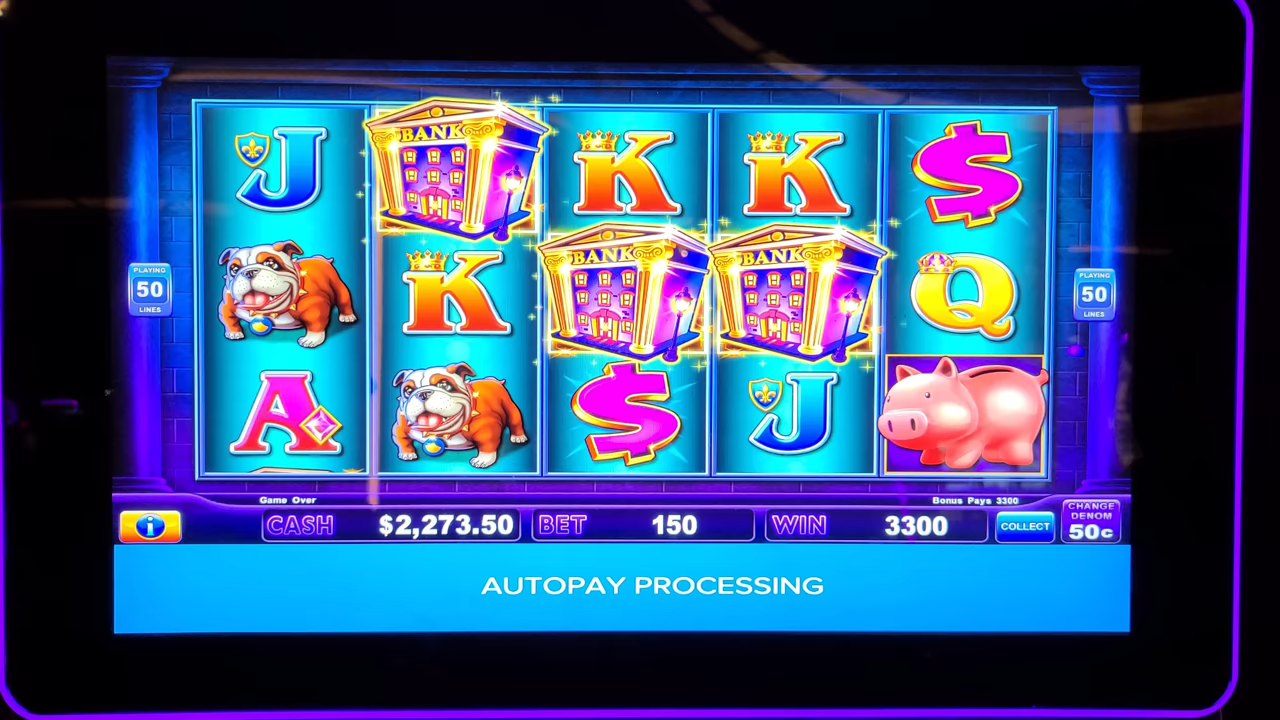 J
BANK
K
K
$
BANK
BANK
K
Q
PLAYING
50
LINES
PLAYING
50
LINES
A
$
J
Game Over
Bonus Pays 3300
i
CASH
$2,273.50
BET
150
WIN
3300
COLLECT
CHANGE
DENOM
50¢
AUTOPAY PROCESSING